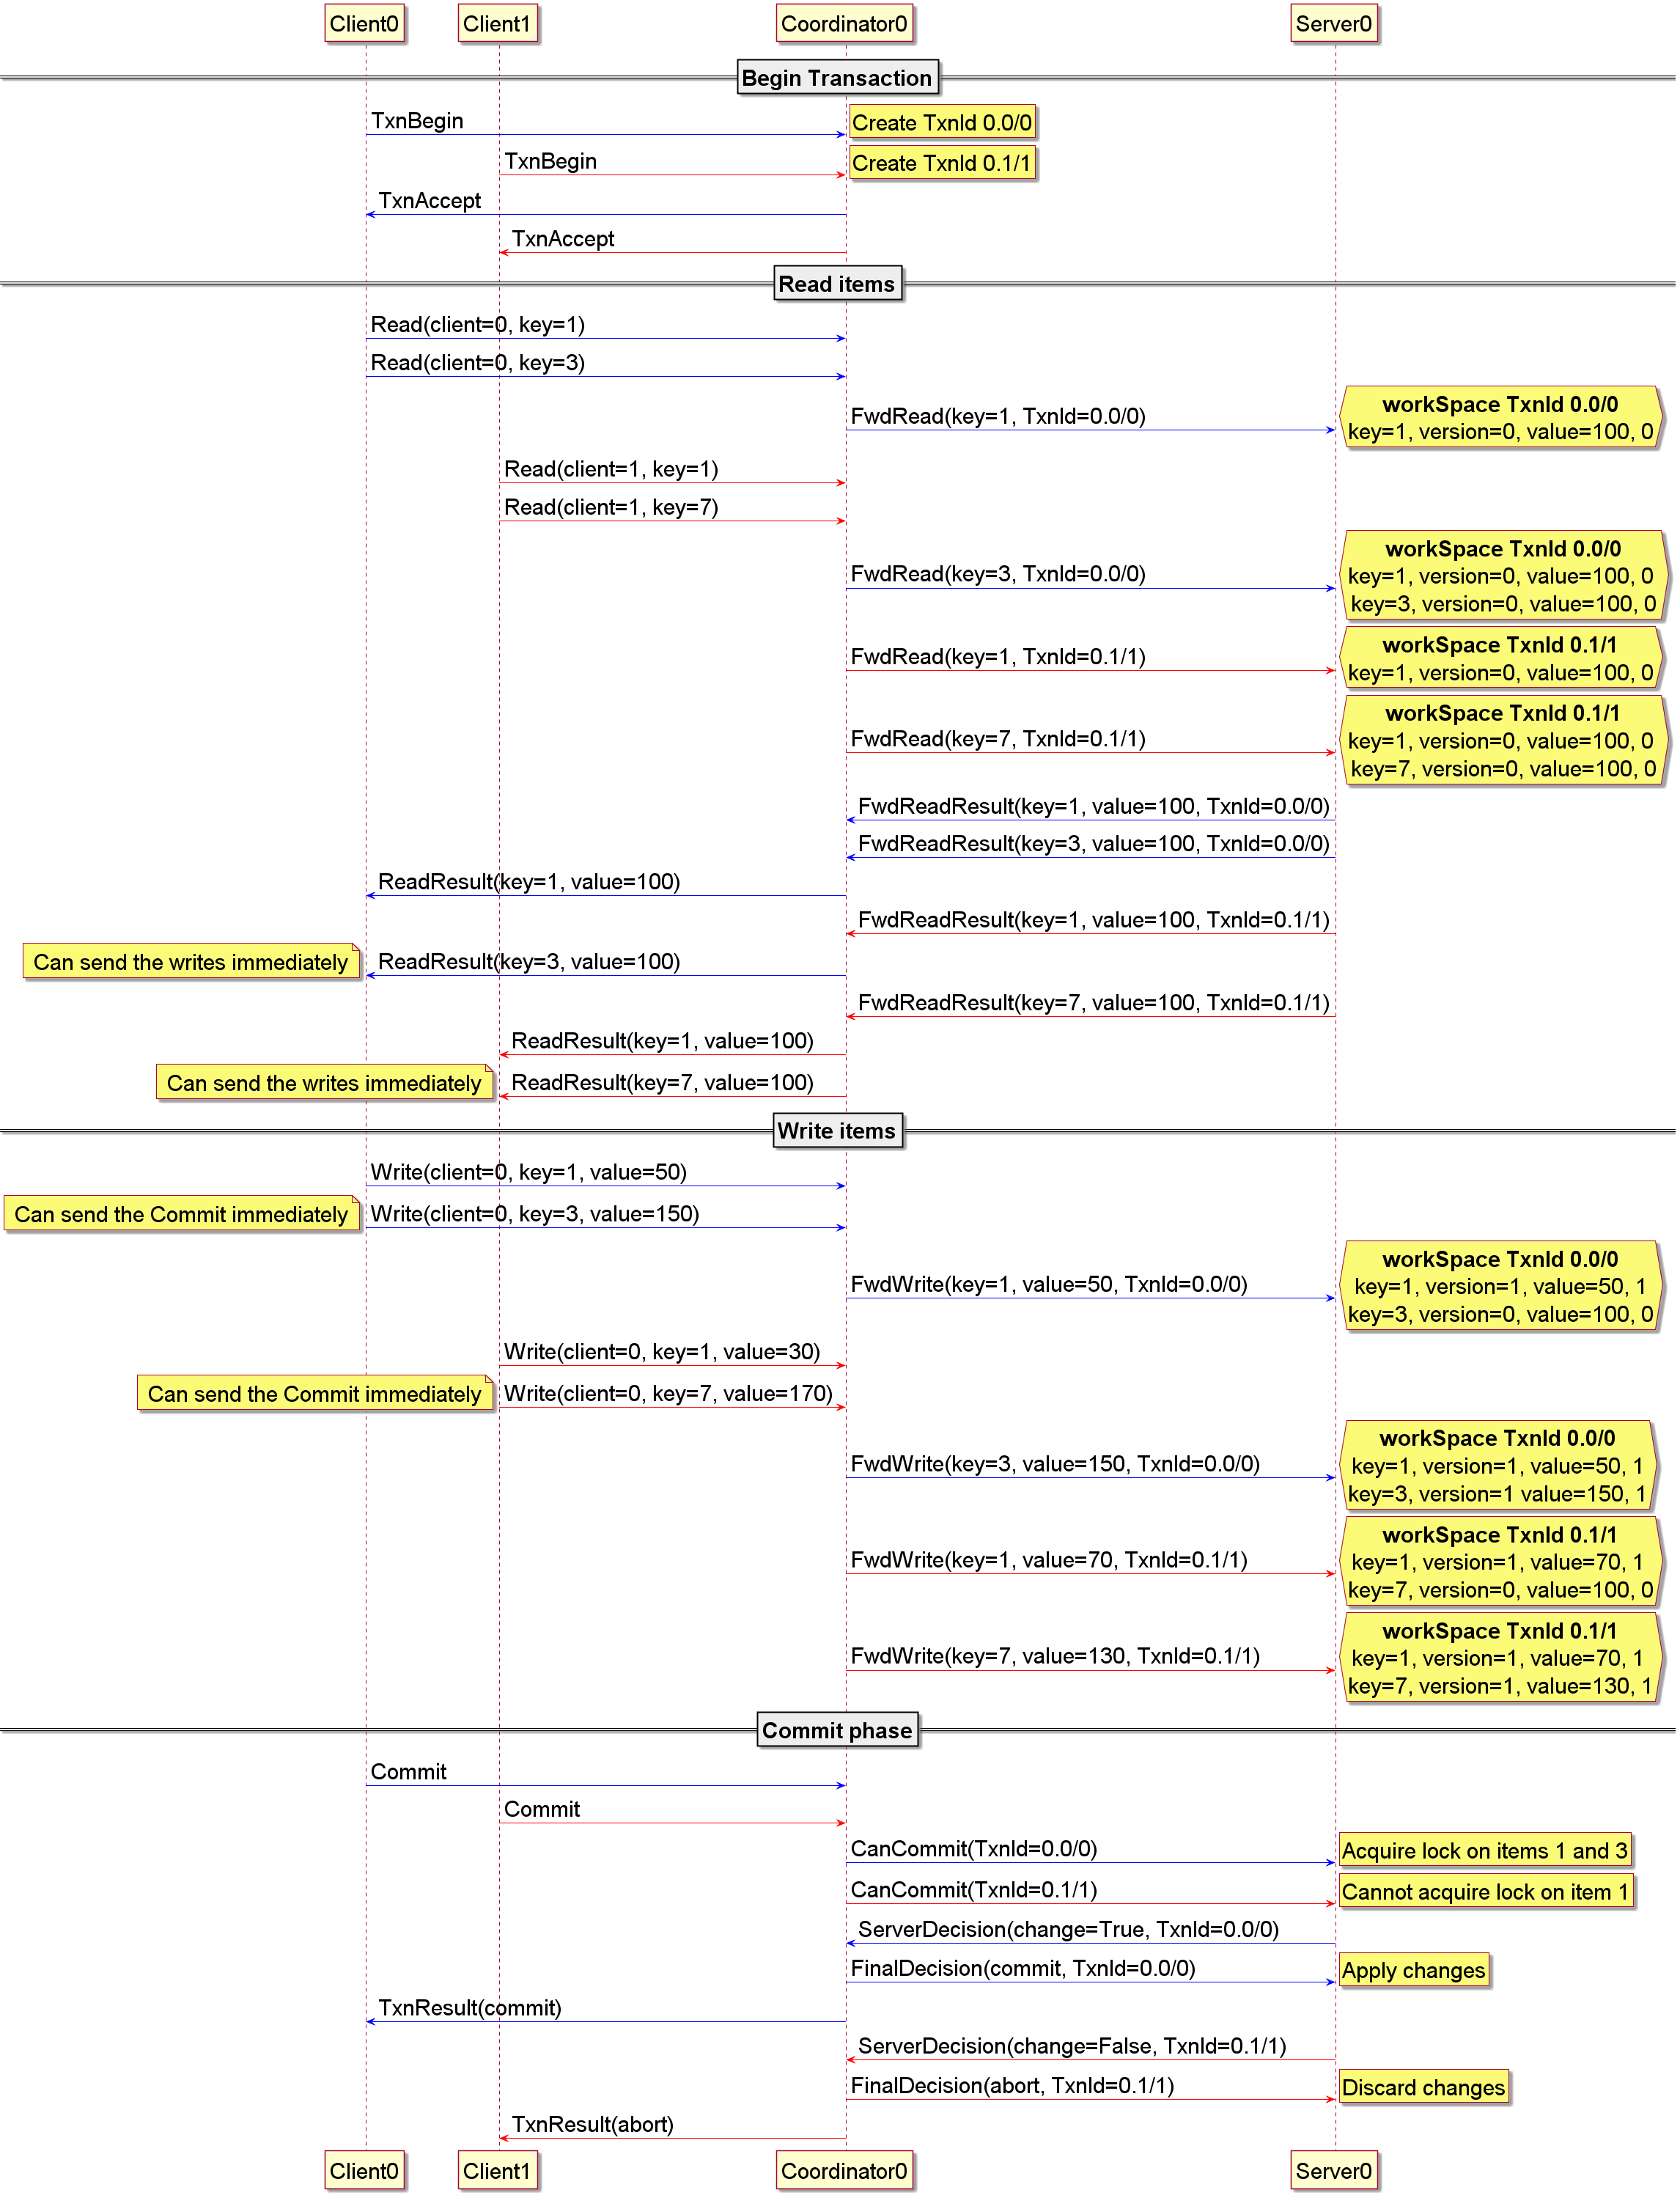 Client0
Client1
Coordinator0
Server0
Begin Transaction
TxnBegin
Create TxnId 0.0/0
TxnBegin
Create TxnId 0.1/1
TxnAccept
TxnAccept
Read items
Read(client=0, key=1)
Read(client=0, key=3)
FwdRead(key=1, TxnId=0.0/0)
workSpace TxnId 0.0/0
key=1, version=0, value=100, 0
Read(client=1, key=1)
Read(client=1, key=7)
FwdRead(key=3, TxnId=0.0/0)
workSpace TxnId 0.0/0
key=1, version=0, value=100, 0
key=3, version=0, value=100, 0
FwdRead(key=1, TxnId=0.1/1)
workSpace TxnId 0.1/1
key=1, version=0, value=100, 0
FwdRead(key=7, TxnId=0.1/1)
workSpace TxnId 0.1/1
key=1, version=0, value=100, 0
key=7, version=0, value=100, 0
FwdReadResult(key=1, value=100, TxnId=0.0/0)
FwdReadResult(key=3, value=100, TxnId=0.0/0)
ReadResult(key=1, value=100)
FwdReadResult(key=1, value=100, TxnId=0.1/1)
Can send the writes immediately
ReadResult(key=3, value=100)
FwdReadResult(key=7, value=100, TxnId=0.1/1)
ReadResult(key=1, value=100)
Can send the writes immediately
ReadResult(key=7, value=100)
Write items
Write(client=0, key=1, value=50)
Can send the Commit immediately
Write(client=0, key=3, value=150)
FwdWrite(key=1, value=50, TxnId=0.0/0)
workSpace TxnId 0.0/0
key=1, version=1, value=50, 1
key=3, version=0, value=100, 0
Write(client=0, key=1, value=30)
Can send the Commit immediately
Write(client=0, key=7, value=170)
FwdWrite(key=3, value=150, TxnId=0.0/0)
workSpace TxnId 0.0/0
key=1, version=1, value=50, 1
key=3, version=1 value=150, 1
FwdWrite(key=1, value=70, TxnId=0.1/1)
workSpace TxnId 0.1/1
key=1, version=1, value=70, 1
key=7, version=0, value=100, 0
FwdWrite(key=7, value=130, TxnId=0.1/1)
workSpace TxnId 0.1/1
key=1, version=1, value=70, 1
key=7, version=1, value=130, 1
Commit phase
Commit
Commit
CanCommit(TxnId=0.0/0)
Acquire lock on items 1 and 3
CanCommit(TxnId=0.1/1)
Cannot acquire lock on item 1
ServerDecision(change=True, TxnId=0.0/0)
FinalDecision(commit, TxnId=0.0/0)
Apply changes
TxnResult(commit)
ServerDecision(change=False, TxnId=0.1/1)
FinalDecision(abort, TxnId=0.1/1)
Discard changes
TxnResult(abort)
Client0
Client1
Coordinator0
Server0